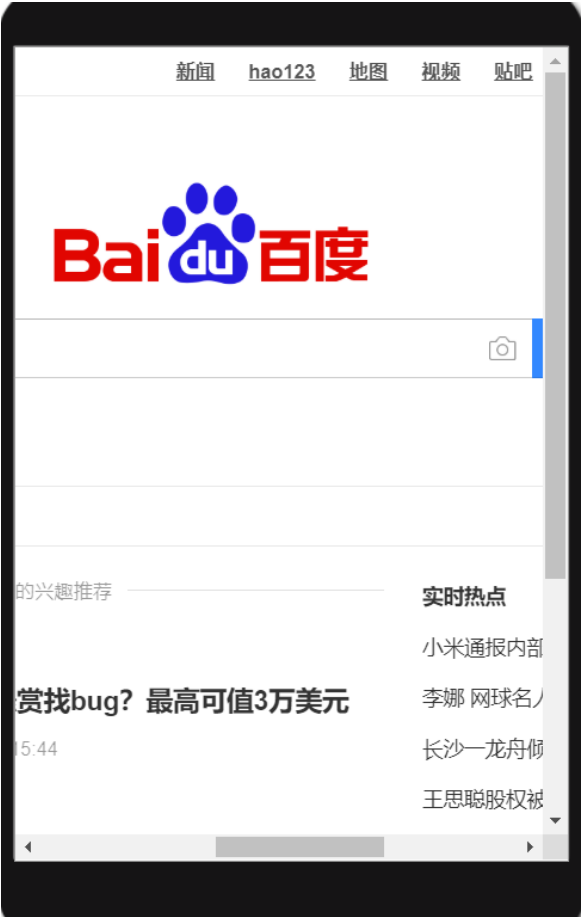 新闻 hao123 地图 视频 贴吧
Bai du 百度
的兴趣推荐
实时热点
小米通报内部
赏找bug？最高可值3万美元
李娜 网球名人
15:44
长沙一龙舟倾
王思聪股权被